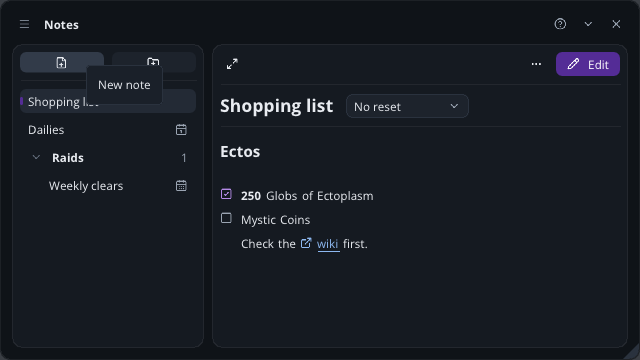 Notes
New note
Edit
Shopping list
Dailies
Raids 1
Weekly clears
Shopping list
No reset
Ectos
250 Globs of Ectoplasm
Mystic Coins
Check the wiki first.